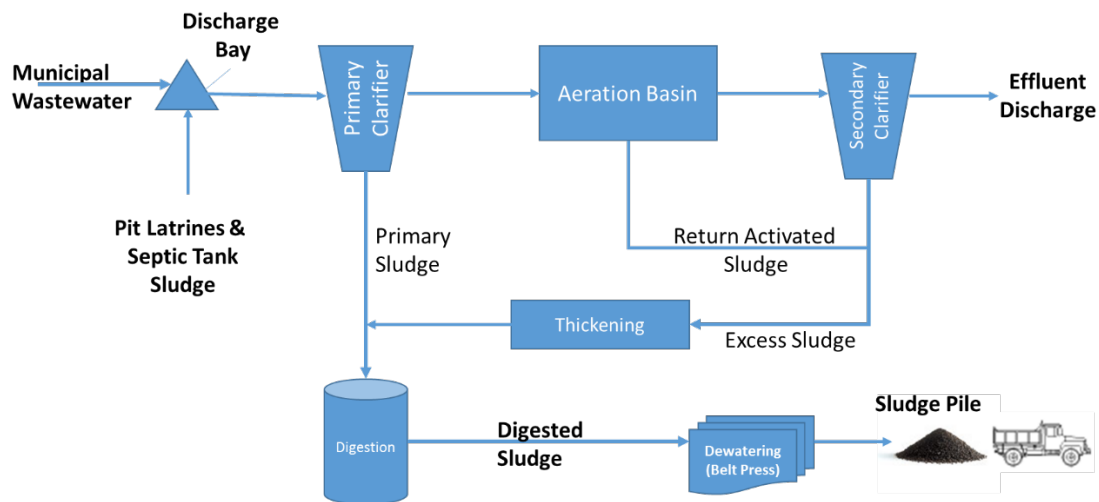 Discharge
Bay
Municipal
Wastewater
Primary
Clarifier
Aeration Basin
Secondary
Clarifier
Effluent
Discharge
Pit Latrines &
Septic Tank
Sludge
Primary
Sludge
Return Activated
Sludge
Thickening
Excess Sludge
Digestion
Digested
Sludge
Dewatering
(Belt Press)
Sludge Pile